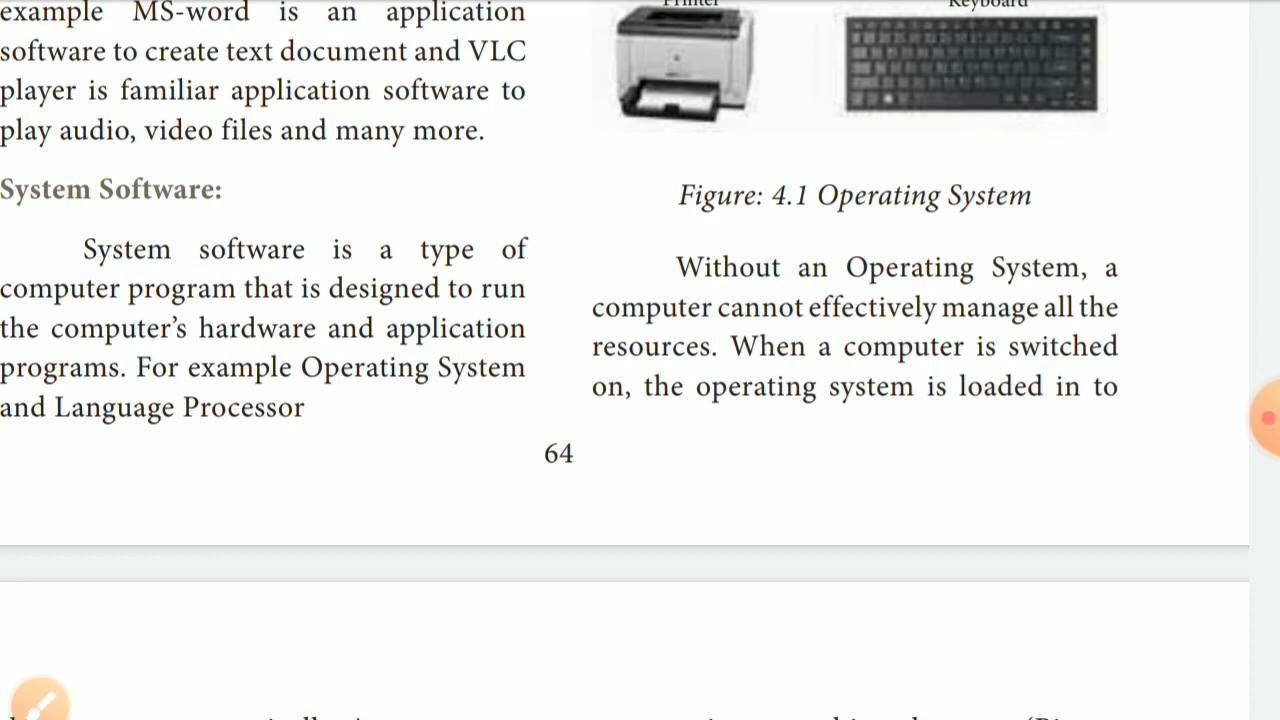 example MS-word is an application
software to create text document and VLC
player is familiar application software to
play audio, video files and many more.
System Software:
System software is a type of
computer program that is designed to run
the computer's hardware and application
programs. For example Operating System
and Language Processor
Printer
Keyboard
Figure: 4.1 Operating System
Without an Operating System, a
computer cannot effectively manage all the
resources. When a computer is switched
on, the operating system is loaded in to
64